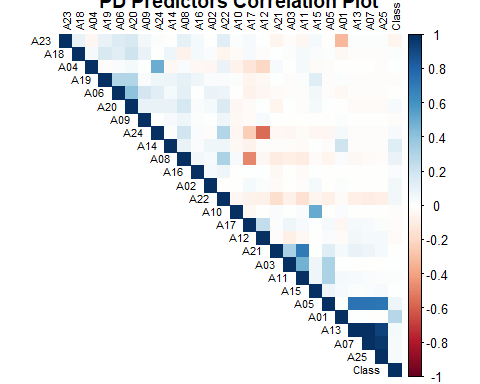 PD Predictors Correlation Plot
A23 A18 A04 A19 A06 A20 A09 A24 A14 A08 A16 A02 A22 A10 A17 A12 A21 A03 A11 A15 A05 A01 A13 A07 A25 Class
A23
A18
A04
A19
A06
A20
A09
A24
A14
A08
A16
A02
A22
A10
A17
A12
A21
A03
A11
A15
A05
A01
A13
A07
A25
Class
1
0.8
0.6
0.4
0.2
0
-0.2
-0.4
-0.6
-0.8
-1